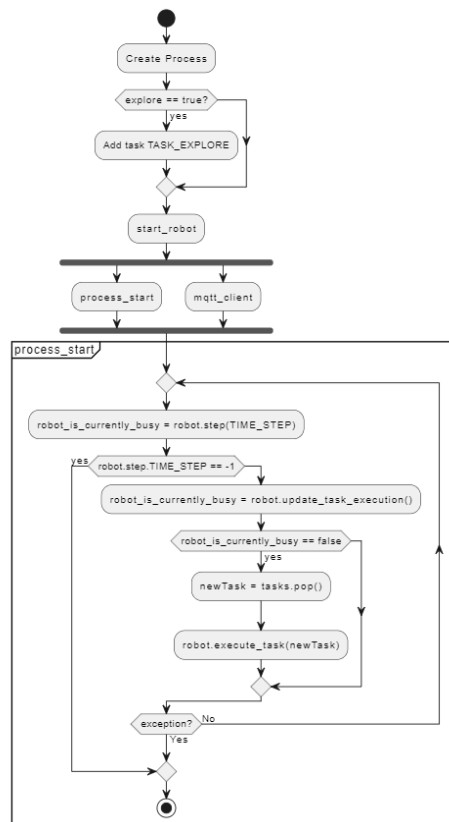 Create Process
explore == true?
yes
Add task TASK_EXPLORE
start_robot
process_start
mqtt_client
process_start
robot_is_currently_busy = robot.step(TIME_STEP)
yes
robot.step.TIME_STEP == -1
robot_is_currently_busy = robot.update_task_execution()
robot_is_currently_busy == false
yes
newTask = tasks.pop()
robot.execute_task(newTask)
exception?
No
Yes